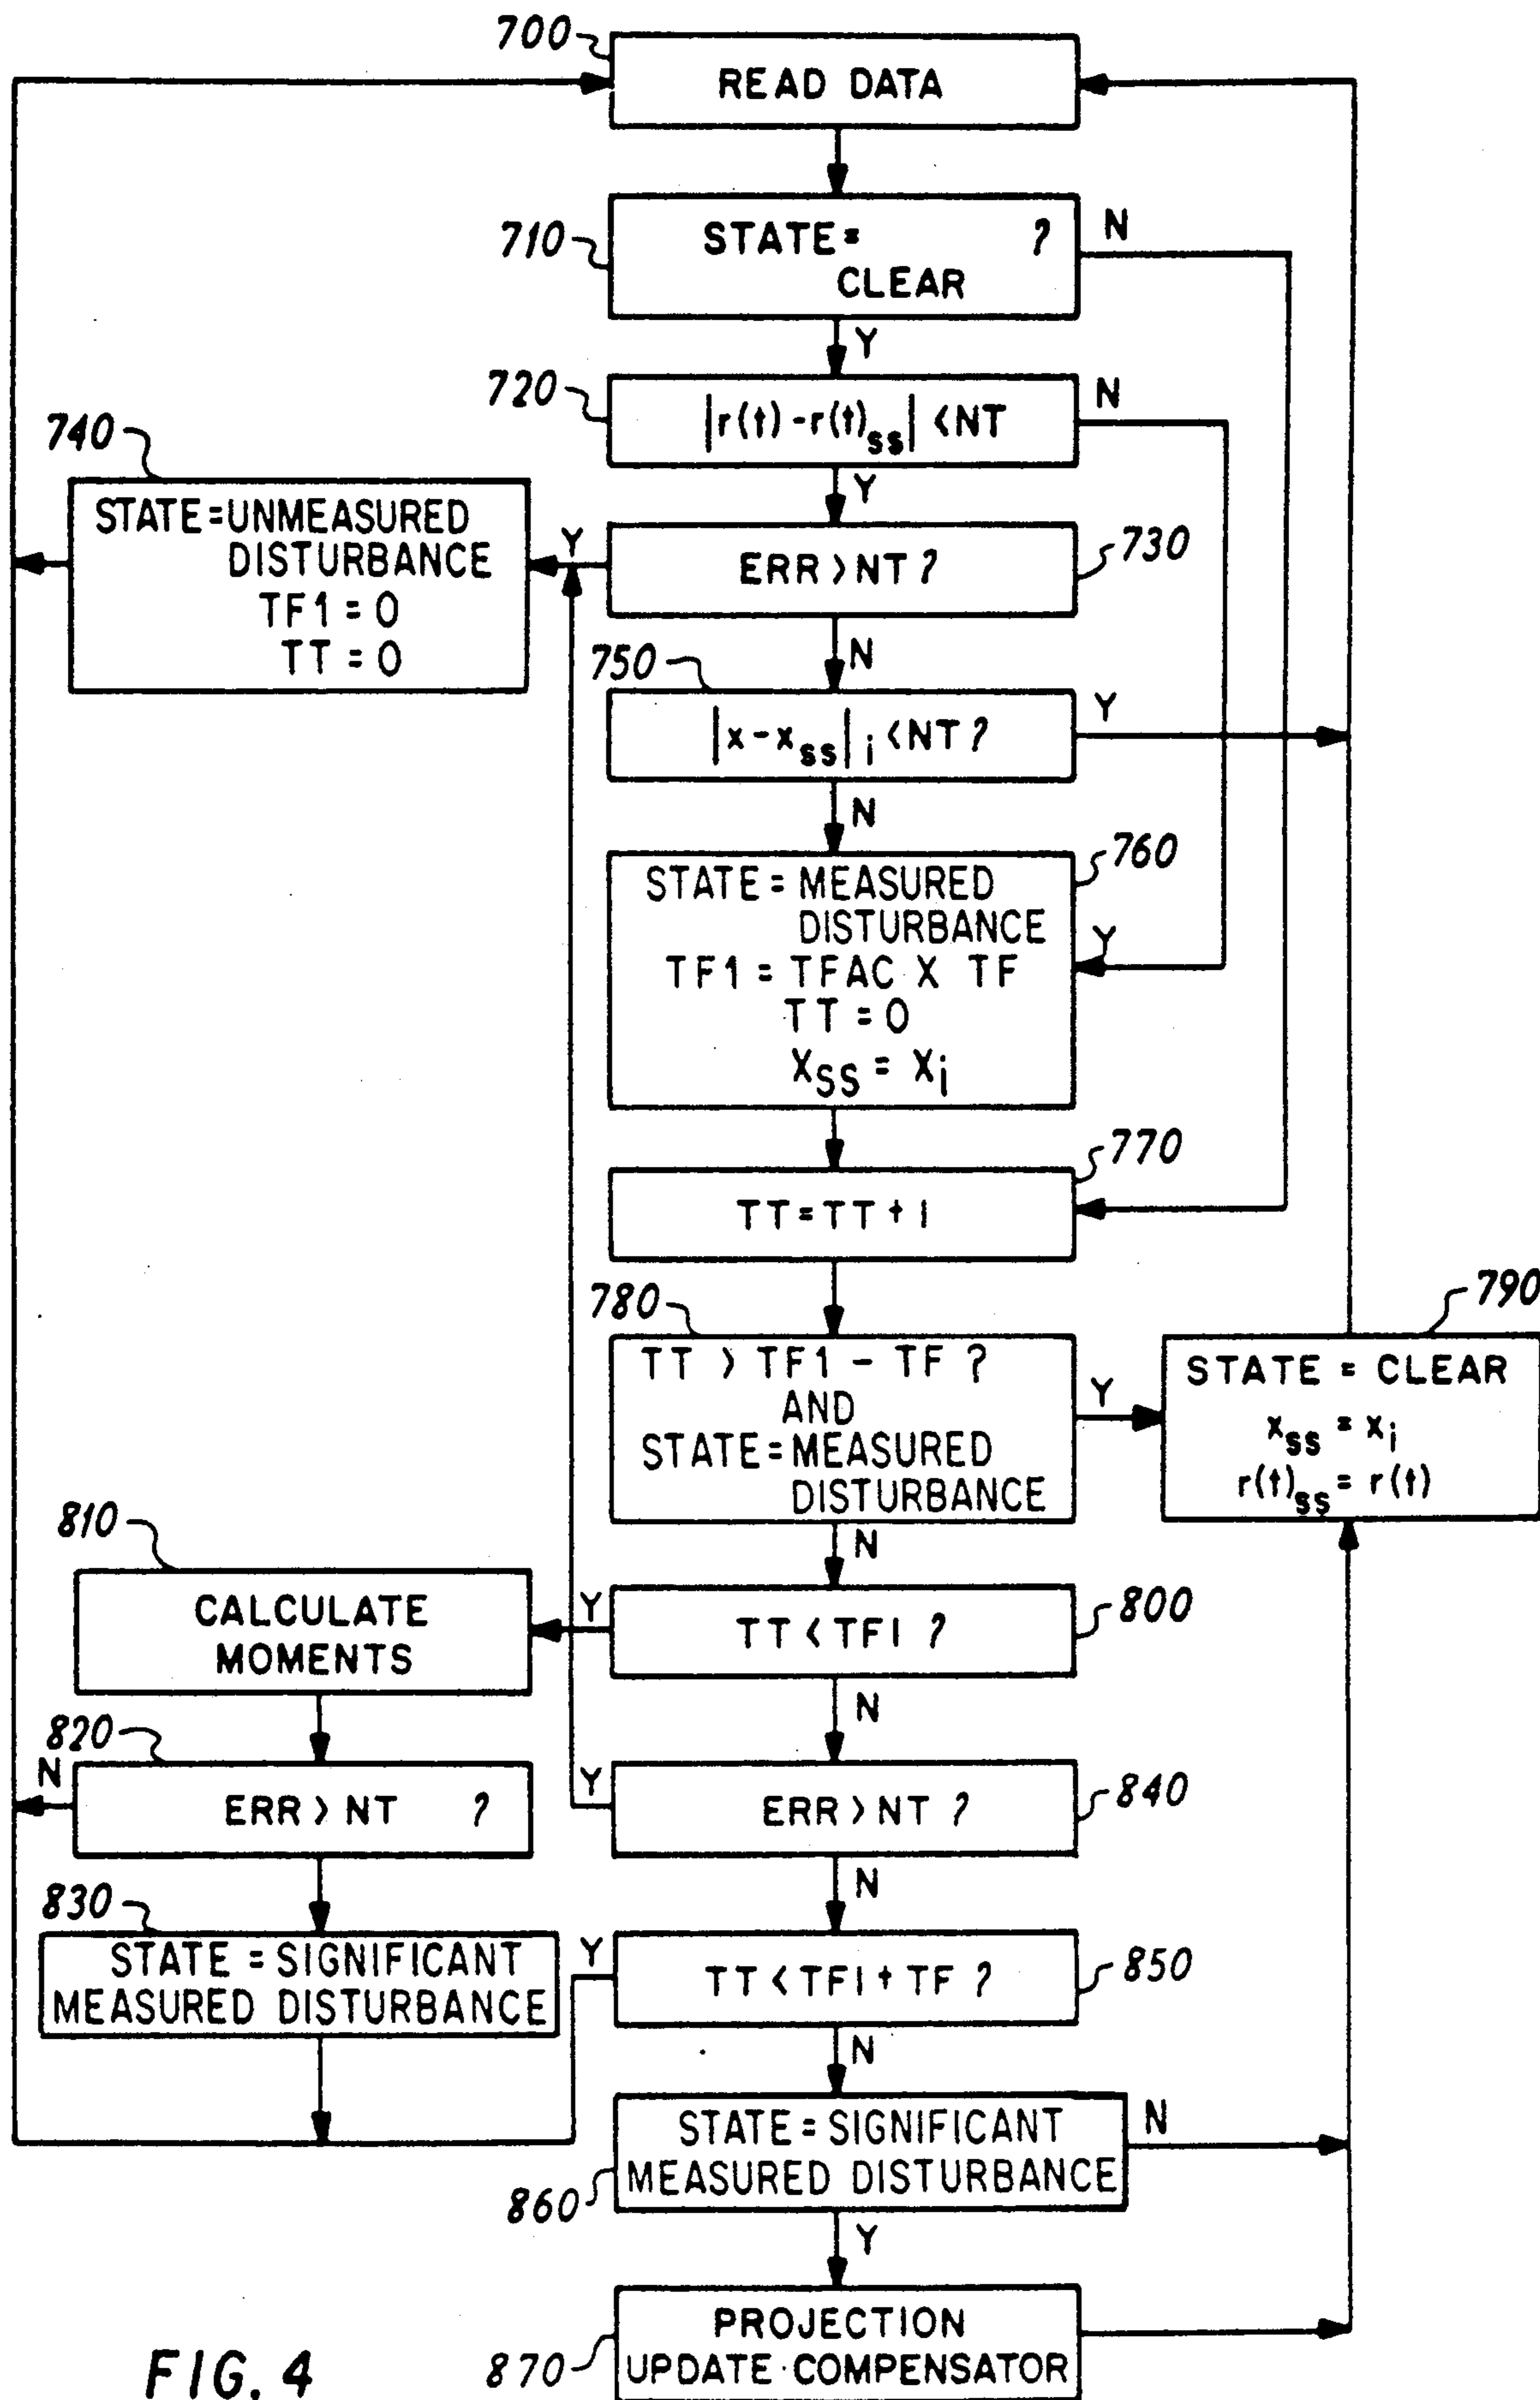 700
READ DATA
710
STATE= ?
CLEAR
N
Y
720
|r(t)-r(t)ss| <NT
N
Y
740
STATE=UNMEASURED
DISTURBANCE
TF1 = 0
TT = 0
Y
ERR > NT ?
730
N
750
|x-xss|i <NT ?
Y
N
760
STATE = MEASURED
DISTURBANCE
TF1 = TFAC X TF
TT = 0
XSS = Xi
Y
770
TT=TT + 1
780
TT > TF1 - TF ?
AND
STATE=MEASURED
DISTURBANCE
Y
N
790
STATE = CLEAR
xss = xi
r(t)ss = r(t)
810
CALCULATE
MOMENTS
Y
TT < TF1 ?
800
N
820
N
ERR > NT ?
Y
ERR > NT ?
840
N
830
STATE = SIGNIFICANT
MEASURED DISTURBANCE
Y
TT < TF1 + TF ?
850
N
STATE = SIGNIFICANT
MEASURED DISTURBANCE
860
N
Y
PROJECTION
UPDATE COMPENSATOR
870
FIG. 4